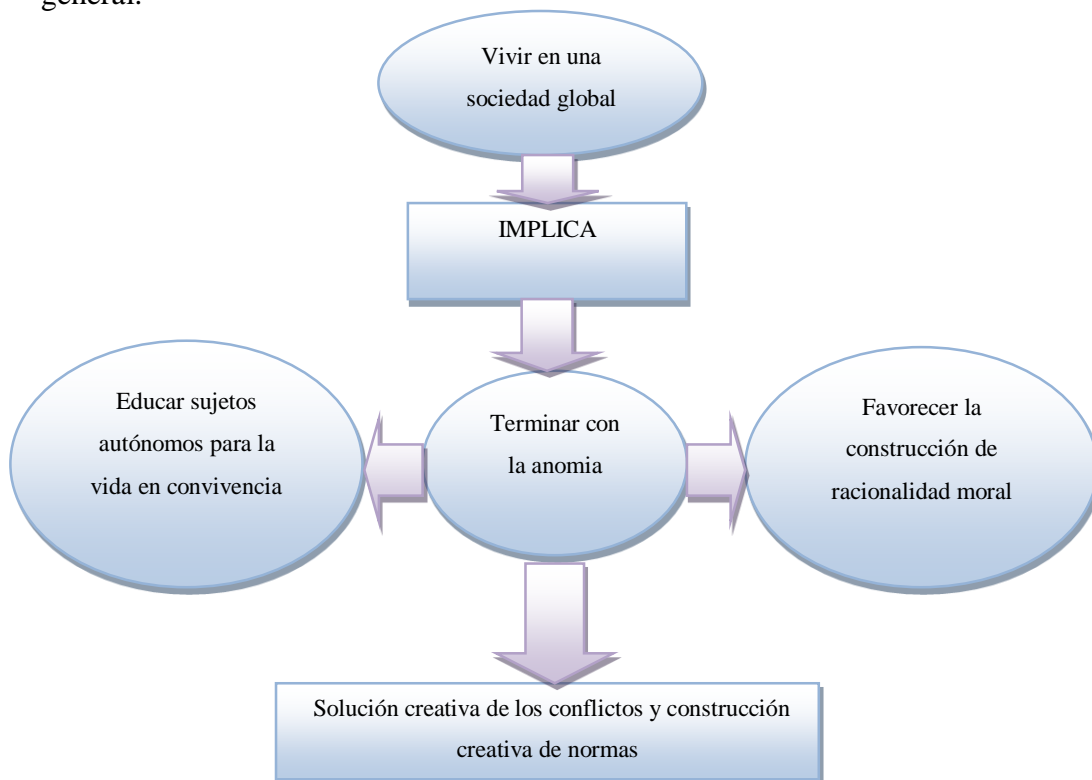 general.
Vivir en una
sociedad global
IMPLICA
Educar sujetos
autónomos para la
vida en convivencia
Terminar con
la anomia
Favorecer la
construcción de
racionalidad moral
Solución creativa de los conflictos y construcción
creativa de normas